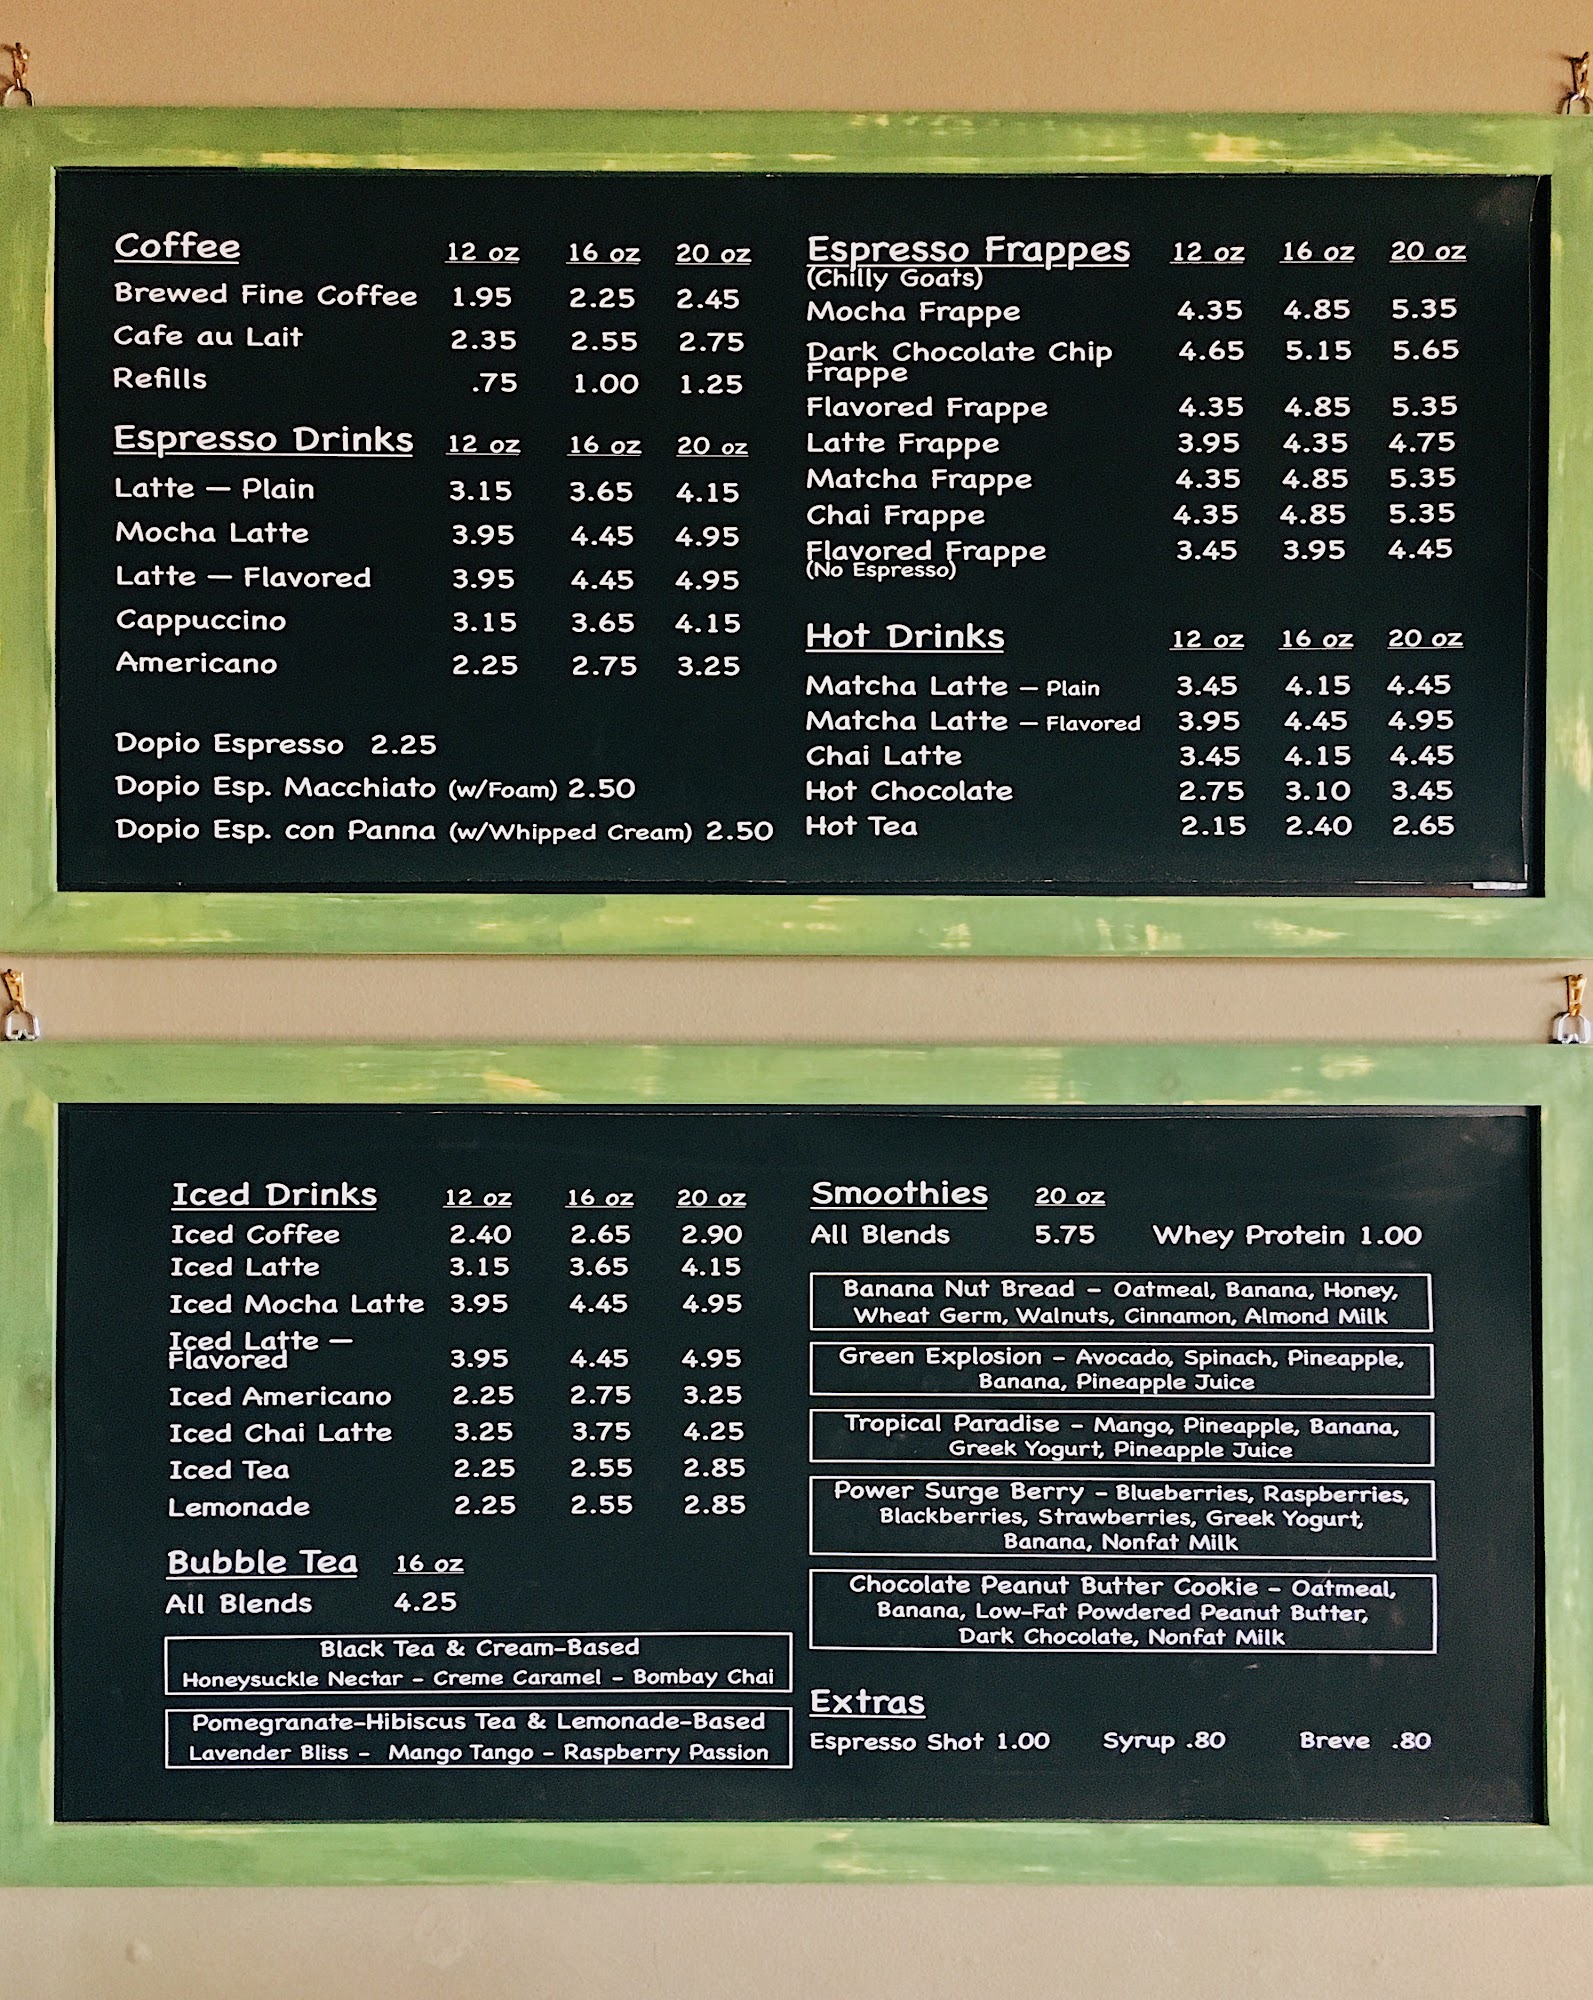 Coffee 12 oz 16 oz 20 oz
Brewed Fine Coffee 1.95 2.25 2.45
Cafe au Lait 2.35 2.55 2.75
Refills .75 1.00 1.25
Espresso Drinks 12 oz 16 oz 20 oz
Latte – Plain 3.15 3.65 4.15
Mocha Latte 3.95 4.45 4.95
Latte – Flavored 3.95 4.45 4.95
Cappuccino 3.15 3.65 4.15
Americano 2.25 2.75 3.25
Dopio Espresso 2.25
Dopio Esp. Macchiato (w/Foam) 2.50
Dopio Esp. con Panna (w/Whipped Cream) 2.50
Espresso Frappes 12 oz 16 oz 20 oz
(Chilly Goats)
Mocha Frappe 4.35 4.85 5.35
Dark Chocolate Chip 4.65 5.15 5.65
Frappe
Flavored Frappe 4.35 4.85 5.35
Latte Frappe 3.95 4.35 4.75
Matcha Frappe 4.35 4.85 5.35
Chai Frappe 4.35 4.85 5.35
Flavored Frappe 3.45 3.95 4.45
(No Espresso)
Hot Drinks 12 oz 16 oz 20 oz
Matcha Latte – Plain 3.45 4.15 4.45
Matcha Latte – Flavored 3.95 4.45 4.95
Chai Latte 3.45 4.15 4.45
Hot Chocolate 2.75 3.10 3.45
Hot Tea 2.15 2.40 2.65
Iced Drinks 12 oz 16 oz 20 oz
Iced Coffee 2.40 2.65 2.90
Iced Latte 3.15 3.65 4.15
Iced Mocha Latte 3.95 4.45 4.95
Iced Latte –
Flavored 3.95 4.45 4.95
Iced Americano 2.25 2.75 3.25
Iced Chai Latte 3.25 3.75 4.25
Iced Tea 2.25 2.55 2.85
Lemonade 2.25 2.55 2.85
Bubble Tea 16 oz
All Blends 4.25
Black Tea & Cream-Based
Honeysuckle Nectar - Creme Caramel - Bombay Chai
Pomegranate-Hibiscus Tea & Lemonade-Based
Lavender Bliss - Mango Tango - Raspberry Passion
Smoothies 20 oz
All Blends 5.75 Whey Protein 1.00
Banana Nut Bread - Oatmeal, Banana, Honey,
Wheat Germ, Walnuts, Cinnamon, Almond Milk
Green Explosion - Avocado, Spinach, Pineapple,
Banana, Pineapple Juice
Tropical Paradise - Mango, Pineapple, Banana,
Greek Yogurt, Pineapple Juice
Power Surge Berry - Blueberries, Raspberries,
Blackberries, Strawberries, Greek Yogurt,
Banana, Nonfat Milk
Chocolate Peanut Butter Cookie - Oatmeal,
Banana, Low-Fat Powdered Peanut Butter,
Dark Chocolate, Nonfat Milk
Extras
Espresso Shot 1.00 Syrup .80 Breve .80